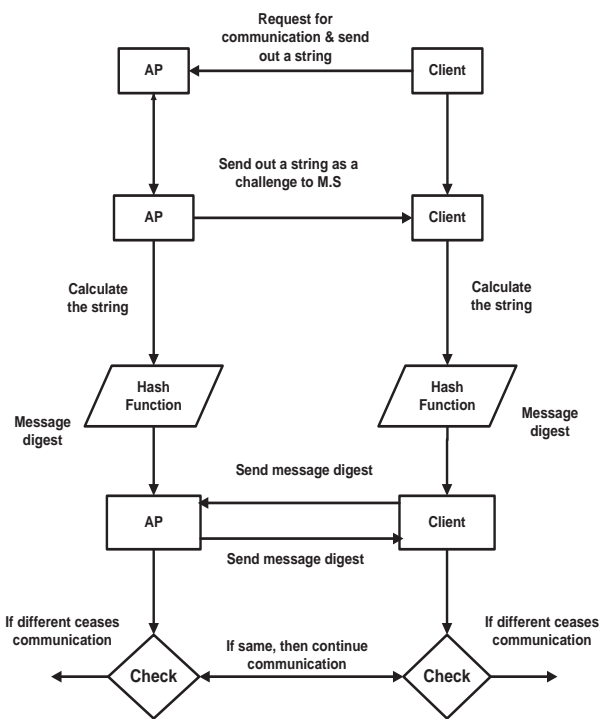 Request for
communication & send
out a string
AP
Client
Send out a string as a
challenge to M.S
AP
Client
Calculate
the string
Calculate
the string
Hash
Function
Hash
Function
Message
digest
Message
digest
Send message digest
AP
Client
Send message digest
If different ceases
communication
If same, then continue
communication
If different ceases
communication
Check
Check